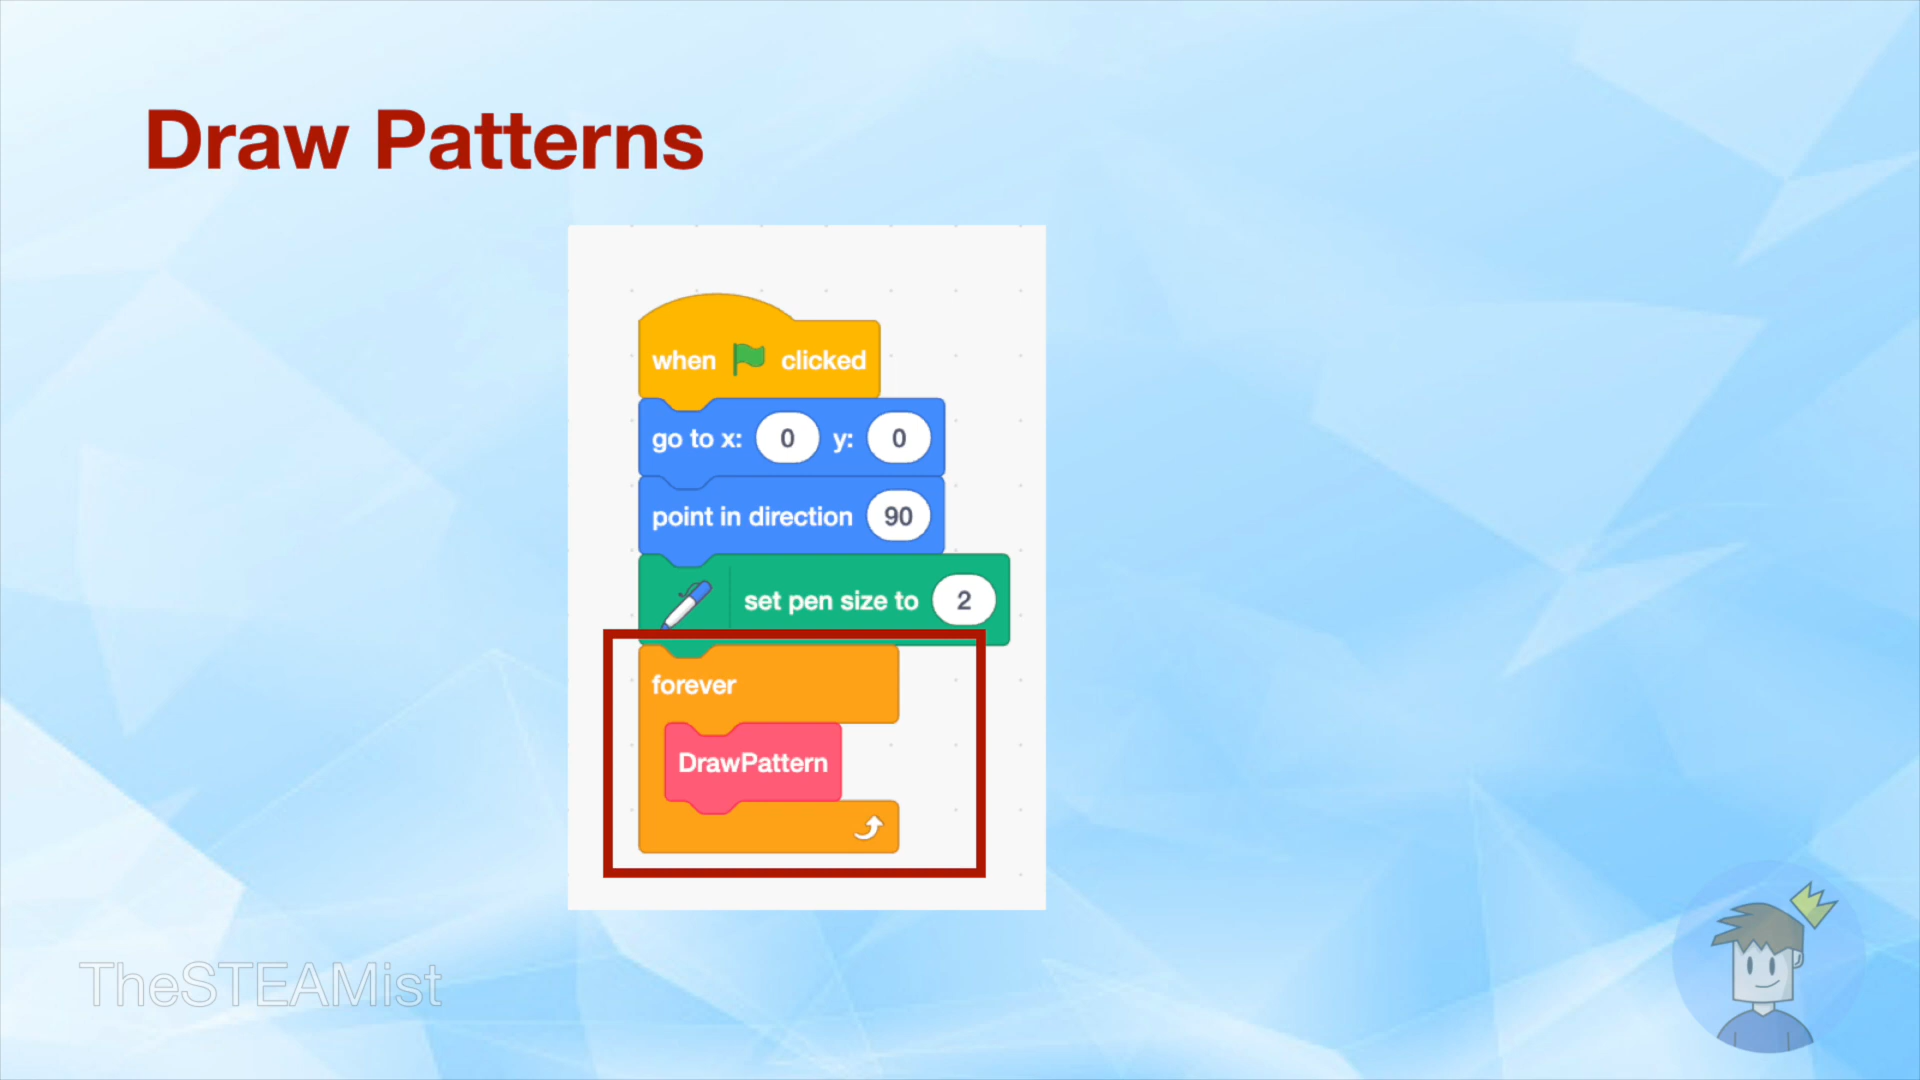 Draw Patterns
when clicked
go to x: 0 y: 0
point in direction 90
set pen size to 2
forever
DrawPattern
TheSTEAMist